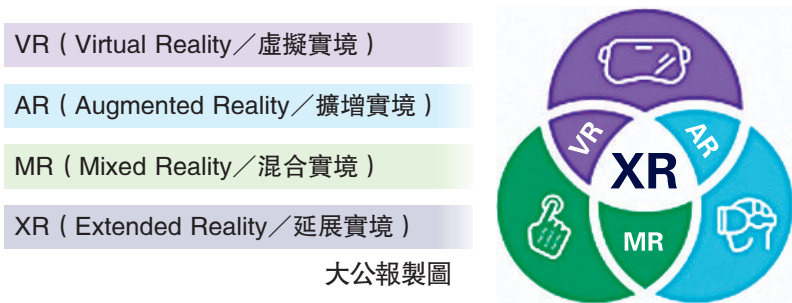 VR（Virtual Reality／虛擬實境）
AR（Augmented Reality／擴增實境）
MR（Mixed Reality／混合實境）
XR（Extended Reality／延展實境）
大公報製圖
VR
AR
XR
MR